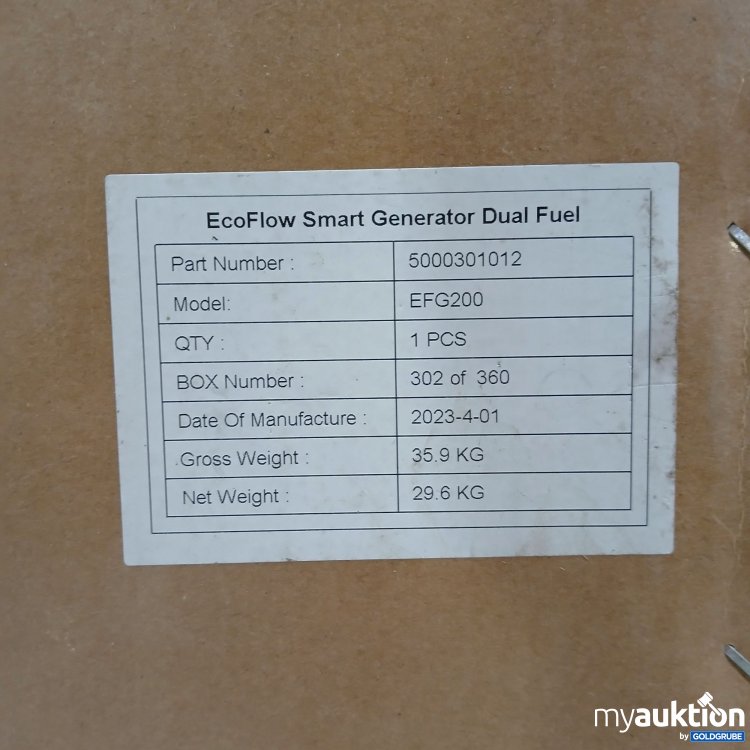 EcoFlow Smart Generator Dual Fuel
Part Number : 5000301012
Model: EFG200
QTY : 1 PCS
BOX Number : 302 of 360
Date Of Manufacture : 2023-4-01
Gross Weight : 35.9 KG
Net Weight : 29.6 KG
myauktion
by GOLDGRUBE